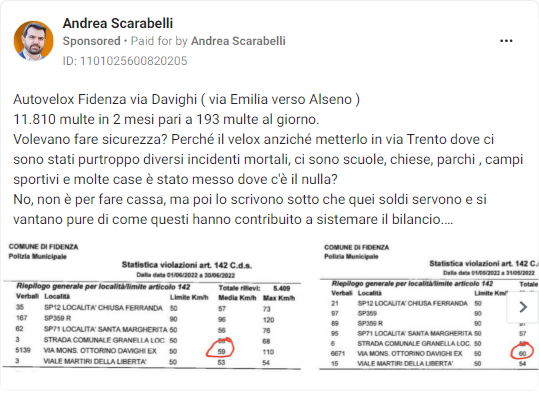 Andrea Scarabelli
Sponsored • Paid for by Andrea Scarabelli
ID: 1101025600820205
Autovelox Fidenza via Davighi ( via Emilia verso Alseno )
11.810 multe in 2 mesi pari a 193 multe al giorno.
Volevano fare sicurezza? Perché il velox anziché metterlo in via Trento dove ci
sono stati purtroppo diversi incidenti mortali, ci sono scuole, chiese, parchi , campi
sportivi e molte case è stato messo dove c'è il nulla?
No, non è per fare cassa, ma poi lo scrivono sotto che quei soldi servono e si
vantano pure di come questi hanno contribuito a sistemare il bilancio....
COMUNE DI FIDENZA
Polizia Municipale
Statistica violazioni art. 142 C.d.s.
Dalla data 01/06/2022 a 30/06/2022
Riepilogo generale per località/limite articolo 142 Totale rilievi: 5.409
Verbali Località Limite Km/h Media Km/h Max Km/h
35 SP12 LOCALITA' CHIUSA FERRANDA 50 57 73
167 SP359 R 90 96 120
62 SP71 LOCALITA' SANTA MARGHERITA 50 56 76
3 STRADA COMUNALE GRANELLA LOC. 50 68
5139 VIA MONS. OTTORINO DAVIGHI EX 50 59 110
3 VIALE MARTIRI DELLA LIBERTA' 50 53 54
COMUNE DI FIDENZA
Polizia Municipale
Statistica violazioni art. 142 C.d.s.
Dalla data 01/05/2022 a 31/05/2022
Riepilogo generale per località/limite articolo 142 Totale
Verbali Località Limite Km/h Media
21 SP12 LOCALITA' CHIUSA FERRANDA 50
97 SP359 90
89 SP359 R 90
95 SP71 LOCALITA' SANTA MARGHERITA 50 57
6 STRADA COMUNALE GRANELLA LOC. 50
6671 VIA MONS. OTTORINO DAVIGHI EX 50 60
15 VIALE MARTIRI DELLA LIBERTA' 50 54